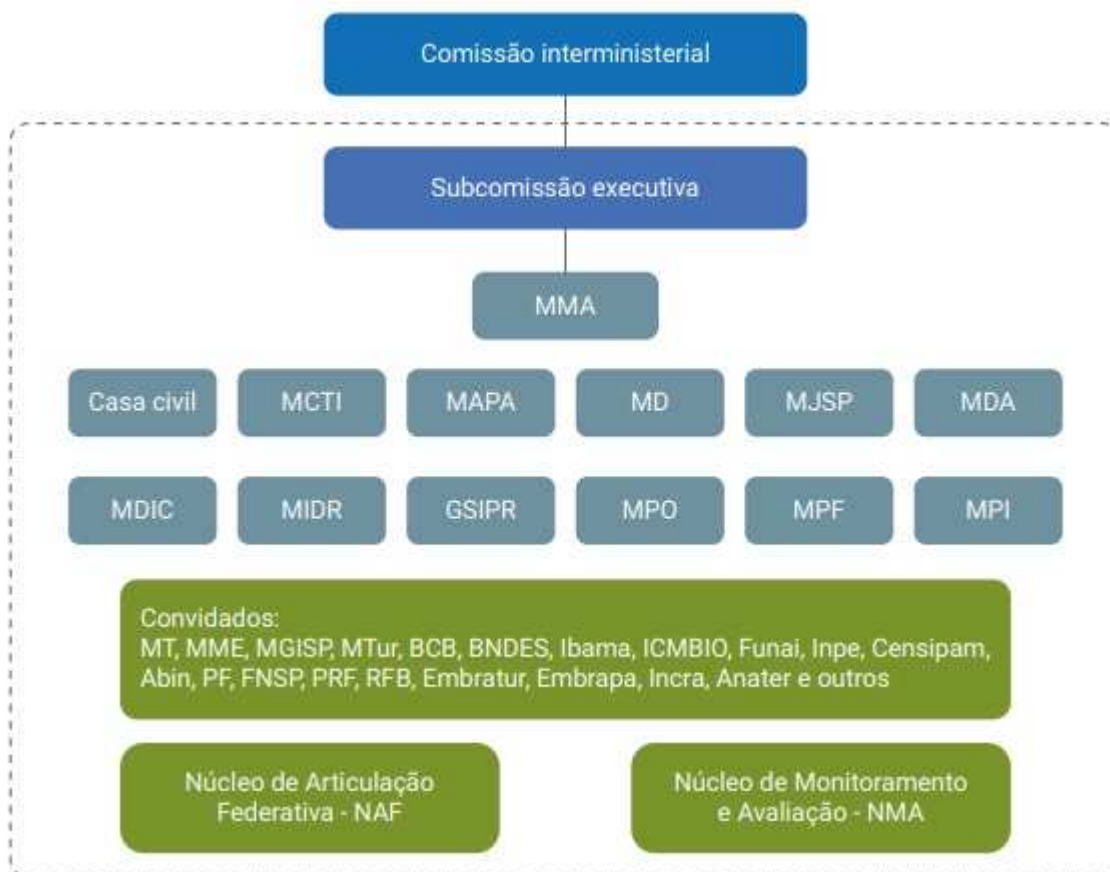 Comissão interministerial
Subcomissão executiva
MMA
Casa civil
MCTI
MAPA
MD
MJSP
MDA
MDIC
MIDR
GSIPR
MPO
MPF
MPI
Convidados:
MT, MME, MGISP, MTur, BCB, BNDES, Ibama, ICMBIO, Funai, Inpe, Censipam,
Abin, PF, FNSP, PRF, RFB, Embratur, Embrapa, Incra, Anater e outros
Núcleo de Articulação
Federativa - NAF
Núcleo de Monitoramento
e Avaliação - NMA